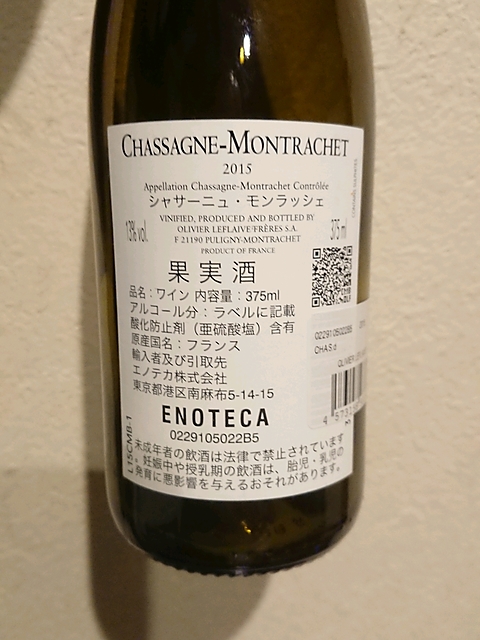 CHASSAGNE-MONTRACHET
2015
Appellation Chassagne-Montrachet Contrôlée
シャサーニュ・モンラッシェ
VINIFIED, PRODUCED AND BOTTLED BY
OLIVIER LEFLAIVE FRÈRES S.A.
F 21190 PULIGNY-MONTRACHET
PRODUCT OF FRANCE
13% vol.
375 ml
果実酒
品名：ワイン 内容量：375ml
アルコール分：ラベルに記載
酸化防止剤（亜硫酸塩）含有
原産国名：フランス
輸入者及び引取先
エノテカ株式会社
東京都港区南麻布5-14-15
ENOTECA
0229105022B5
未成年者の飲酒は法律で禁止されています
。妊娠中や授乳期の飲酒は、胎児・乳児の
発育に悪影響を与えるおそれがあります。
L15CMB-1
0229105022B5
CHAS.d